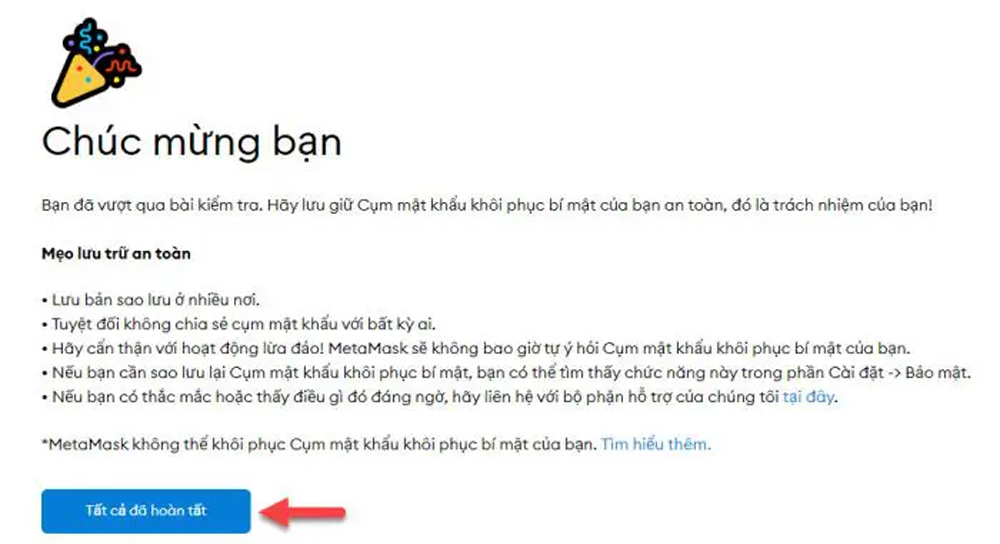 Chúc mừng bạn
Bạn đã vượt qua bài kiểm tra. Hãy lưu giữ Cụm mật khẩu khôi phục bí mật của bạn an toàn, đó là trách nhiệm của bạn!
Mẹo lưu trữ an toàn
• Lưu bản sao lưu ở nhiều nơi.
• Tuyệt đối không chia sẻ cụm mật khẩu với bất kỳ ai.
• Hãy cẩn thận với hoạt động lừa đảo! MetaMask sẽ không bao giờ tự ý hỏi Cụm mật khẩu khôi phục bí mật của bạn.
• Nếu bạn cần sao lưu lại Cụm mật khẩu khôi phục bí mật, bạn có thể tìm thấy chức năng này trong phần Cài đặt -> Bảo mật.
• Nếu bạn có thắc mắc hoặc thấy điều gì đó đáng ngờ, hãy liên hệ với bộ phận hỗ trợ của chúng tôi tại đây.
*MetaMask không thể khôi phục Cụm mật khẩu khôi phục bí mật của bạn. Tìm hiểu thêm.
Tất cả đã hoàn tất